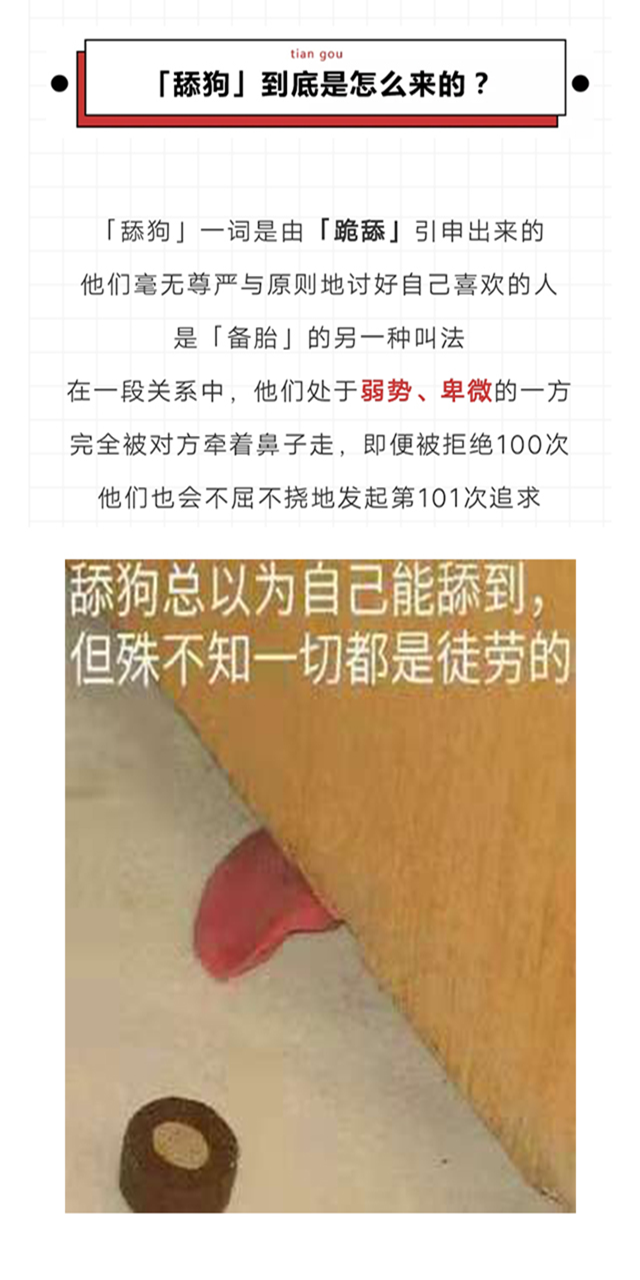 tian gou
「舔狗」到底是怎么来的？
「舔狗」一词是由「跪舔」引申出来的
他们毫无尊严与原则地讨好自己喜欢的人
是「备胎」的另一种叫法
在一段关系中，他们处于弱势、卑微的一方
完全被对方牵着鼻子走，即便被拒绝100次
他们也会不屈不挠地发起第101次追求
舔狗总以为自己能舔到，
但殊不知一切都是徒劳的